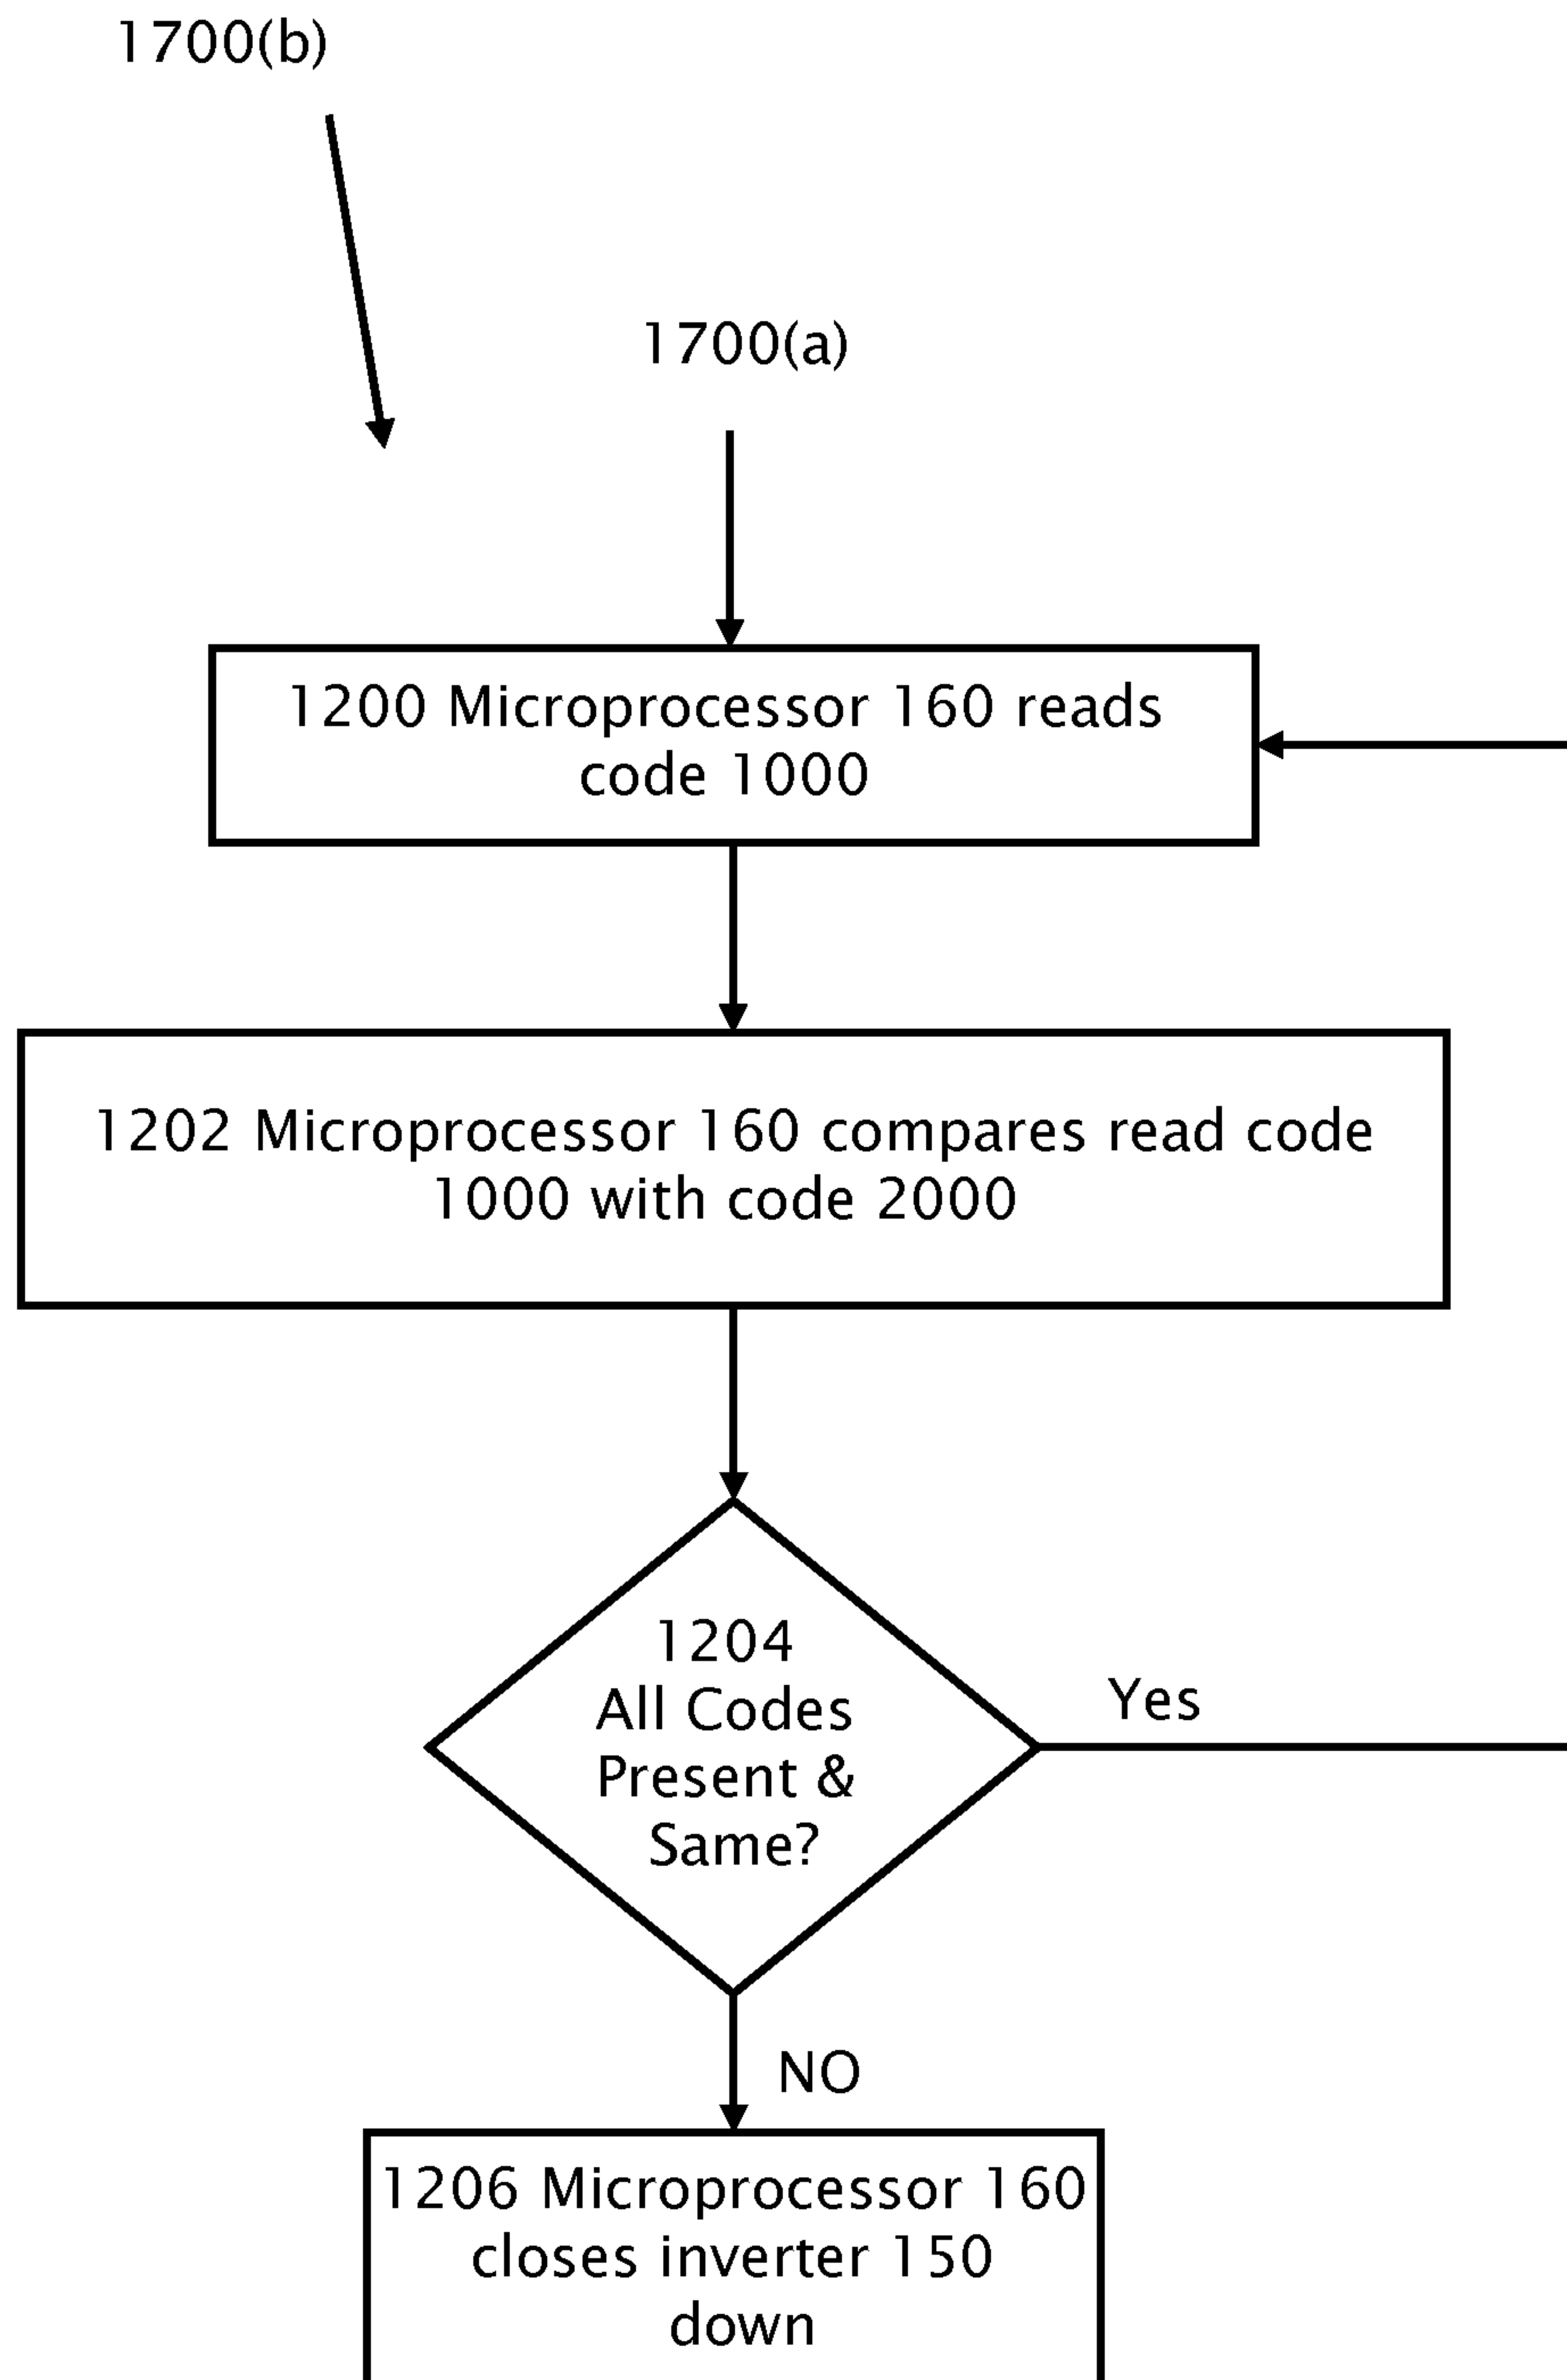 1700(b)
1700(a)
1200 Microprocessor 160 reads
code 1000
1202 Microprocessor 160 compares read code
1000 with code 2000
1204
All Codes
Present &
Same?
Yes
NO
1206 Microprocessor 160
closes inverter 150
down